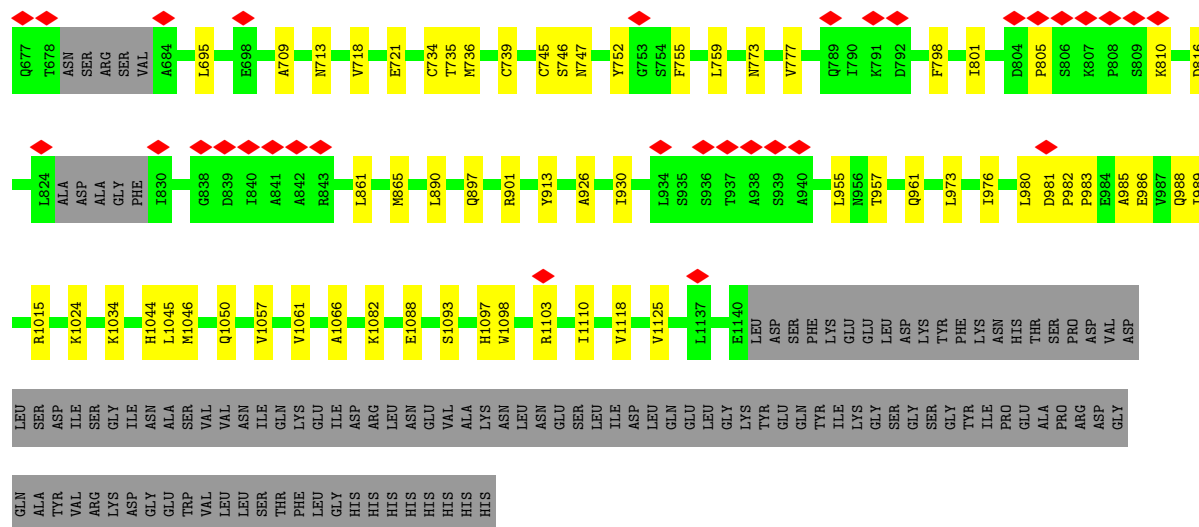 Q677 T678 ASN SER ARG SER VAL A684 L695 E698 A709 N713 V718 E721 C734 T735 M736 C739 C745 S746 N747 Y752 G753 S754 F755 L759 N773 V777 Q789 I790 K791 D792 F798 I801 D804 P805 S806 K807 P808 S809 K810 D816
L824 ALA ASP ALA GLY PHE I830 G838 D839 I840 A841 A842 R843 L861 M865 L890 Q897 R901 Y913 A926 I930 L934 S935 S936 T937 A938 S939 A940 L955 N956 T957 Q961 L973 I976 L980 D981 P982 P983 E984 A985 E986 V987 Q988 I989
R1015 K1024 K1034 H1044 L1045 M1046 Q1050 V1057 V1061 A1066 K1082 E1088 S1093 H1097 W1098 R1103 I1110 V1118 V1125 L1137 E1140 LEU ASP SER PHE LYS GLU GLU LEU ASP LYS TYR PHE LYS ASN HIS THR SER PRO ASP VAL ASP
LEU SER ASP ILE SER GLY ILE ASN ALA SER VAL VAL ASN ILE GLN LYS GLU ILE ASP ARG LEU ASN GLU VAL ALA LYS ASN LEU ASN GLU SER LEU ILE ASP LEU GLN GLU LEU GLY LYS TYR GLU GLN TYR ILE LYS GLY SER GLY SER GLY TYR ILE PRO GLU ALA PRO ARG ASP GLY
GLN ALA TYR VAL ARG LYS ASP GLY GLU TRP VAL LEU LEU SER THR PHE LEU GLY HIS HIS HIS HIS HIS HIS HIS HIS